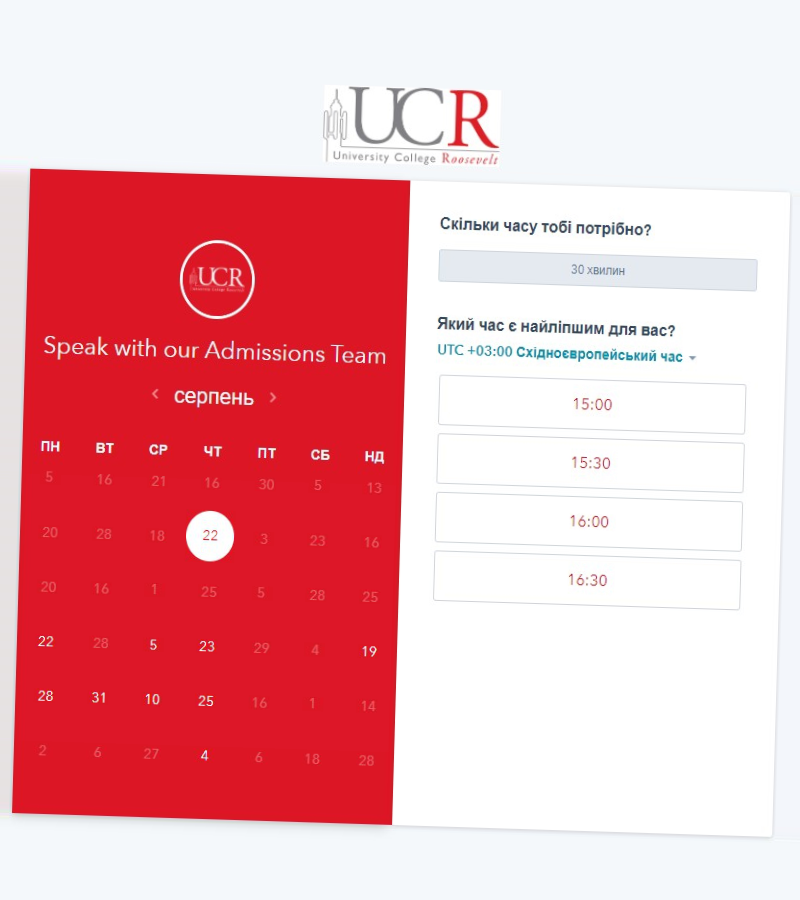 UCR
University College Roosevelt
UCR
Speak with our Admissions Team
серпень
ПН ВТ СР ЧТ ПТ СБ НД
5 16 21 16 30 5 13
20 28 18 22 3 23 16
20 16 1 25 5 28 25
22 28 5 23 29 4 19
28 31 10 25 16 1 14
2 6 27 4 6 18 28
Скільки часу тобі потрібно?
30 хвилин
Який час є найліпшим для вас?
UTC +03:00 Східноєвропейський час
15:00
15:30
16:00
16:30